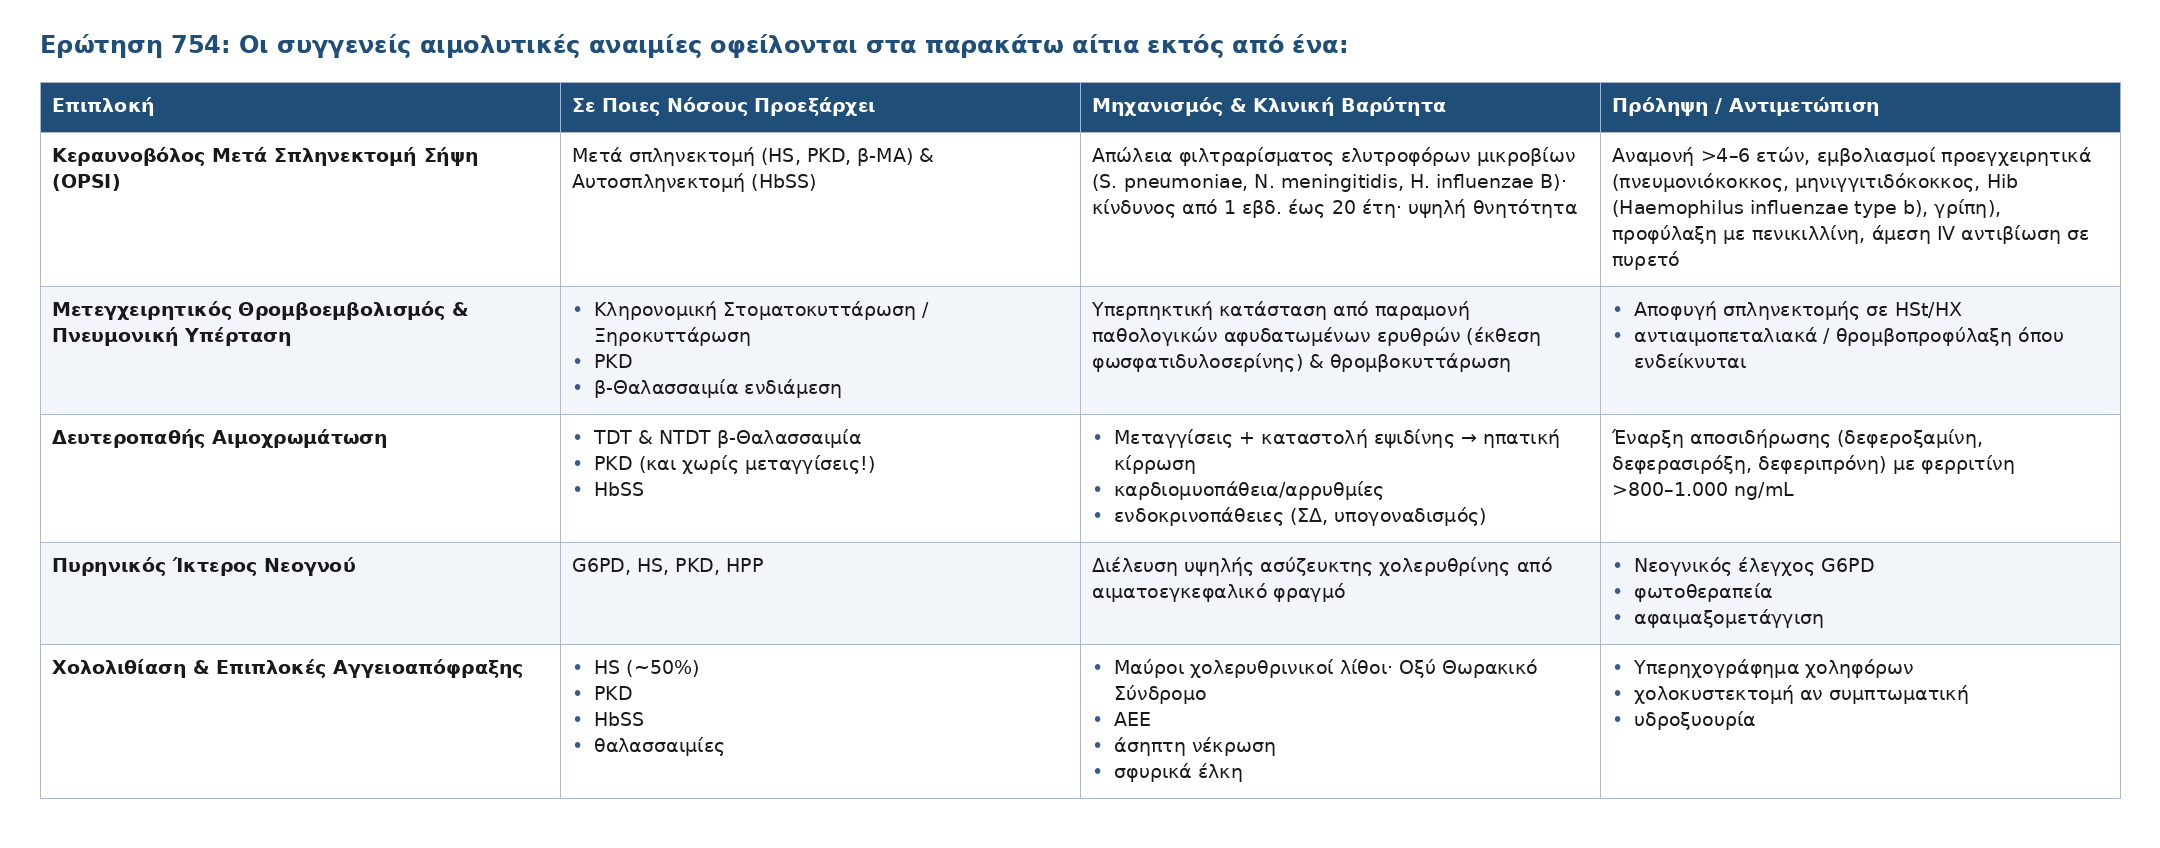 Ερώτηση 754: Οι συγγενείς αιμολυτικές αναιμίες οφείλονται στα παρακάτω αίτια εκτός από ένα:
Επιπλοκή
Σε Ποιες Νόσους Προεξάρχει
Μηχανισμός & Κλινική Βαρύτητα
Πρόληψη / Αντιμετώπιση
Κεραυνοβόλος Μετά Σπληνεκτομή Σήψη
(OPSI)
Μετά σπληνεκτομή (HS, PKD, β-ΜΑ) &
Αυτοσπληνεκτομή (HbSS)
Απώλεια φιλτραρίσματος ελυτροφόρων μικροβίων
(S. pneumoniae, N. meningitidis, H. influenzae B)·
κίνδυνος από 1 εβδ. έως 20 έτη· υψηλή θνητότητα
Αναμονή >4–6 ετών, εμβολιασμοί προεγχειρητικά
(πνευμονιόκοκκος, μηνιγγιτιδόκοκκος, Hib
(Haemophilus influenzae type b), γρίπη),
προφύλαξη με πενικιλλίνη, άμεση IV αντιβίωση σε
πυρετό
Μετεγχειρητικός Θρομβοεμβολισμός &
Πνευμονική Υπέρταση
• Κληρονομική Στοματοκυττάρωση /
Ξηροκυττάρωση
• PKD
• β-Θαλασσαιμία ενδιάμεση
Υπερπηκτική κατάσταση από παραμονή
παθολογικών αφυδατωμένων ερυθρών (έκθεση
φωσφατιδυλοσερίνης) & θρομβοκυττάρωση
• Αποφυγή σπληνεκτομής σε HSt/HX
• αντιαιμοπεταλιακά / θρομβοπροφύλαξη όπου
ενδείκνυται
Δευτεροπαθής Αιμοχρωμάτωση
• TDT & NTDT β-Θαλασσαιμία
• PKD (και χωρίς μεταγγίσεις!)
• HbSS
• Μεταγγίσεις + καταστολή εψιδίνης → ηπατική
κίρρωση
• καρδιομυοπάθεια/αρρυθμίες
• ενδοκρινοπάθειες (ΣΔ, υπογοναδισμός)
Έναρξη αποσιδήρωσης (δεφεροξαμίνη,
δεφερασιρόξη, δεφεριπρόνη) με φερριτίνη
>800–1.000 ng/mL
Πυρηνικός Ίκτερος Νεογνού
G6PD, HS, PKD, HPP
Διέλευση υψηλής ασύζευκτης χολερυθρίνης από
αιματοεγκεφαλικό φραγμό
• Νεογνικός έλεγχος G6PD
• φωτοθεραπεία
• αφαιμαξομετάγγιση
Χολολιθίαση & Επιπλοκές Αγγειοαπόφραξης
• HS (~50%)
• PKD
• HbSS
• θαλασσαιμίες
• Μαύροι χολερυθρινικοί λίθοι· Οξύ Θωρακικό
Σύνδρομο
• ΑΕΕ
• άσηπτη νέκρωση
• σφυρικά έλκη
• Υπερηχογράφημα χοληφόρων
• χολοκυστεκτομή αν συμπτωματική
• υδροξυουρία